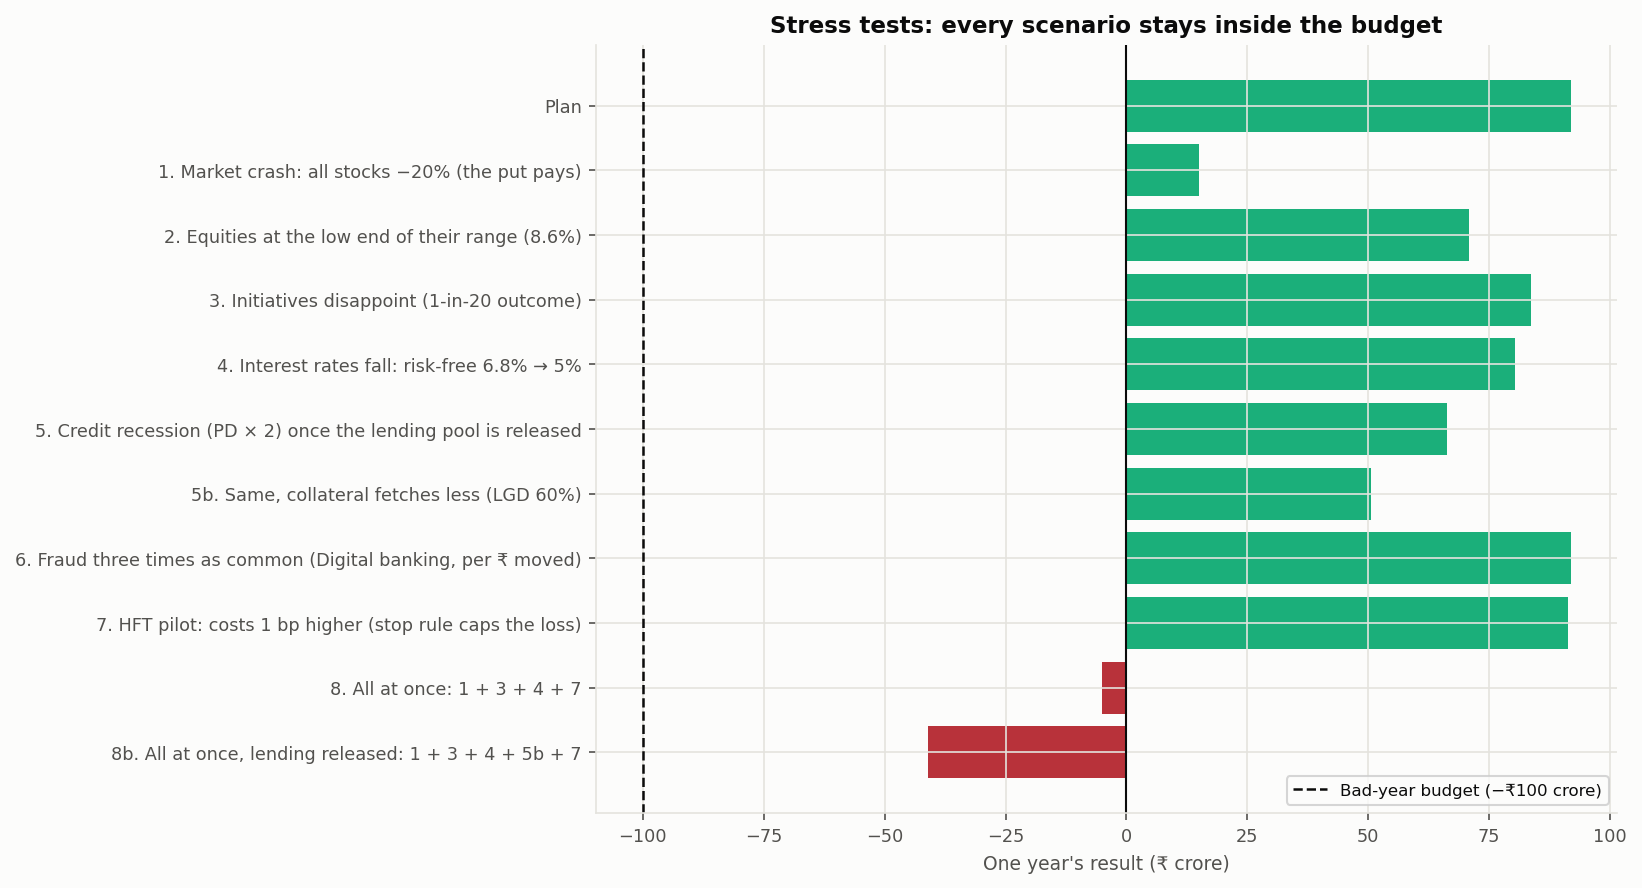 Stress tests: every scenario stays inside the budget
Plan
1. Market crash: all stocks −20% (the put pays)
2. Equities at the low end of their range (8.6%)
3. Initiatives disappoint (1-in-20 outcome)
4. Interest rates fall: risk-free 6.8% → 5%
5. Credit recession (PD × 2) once the lending pool is released
5b. Same, collateral fetches less (LGD 60%)
6. Fraud three times as common (Digital banking, per ₹ moved)
7. HFT pilot: costs 1 bp higher (stop rule caps the loss)
8. All at once: 1 + 3 + 4 + 7
8b. All at once, lending released: 1 + 3 + 4 + 5b + 7
Bad-year budget (−₹100 crore)
−100 −75 −50 −25 0 25 50 75 100
One year's result (₹ crore)